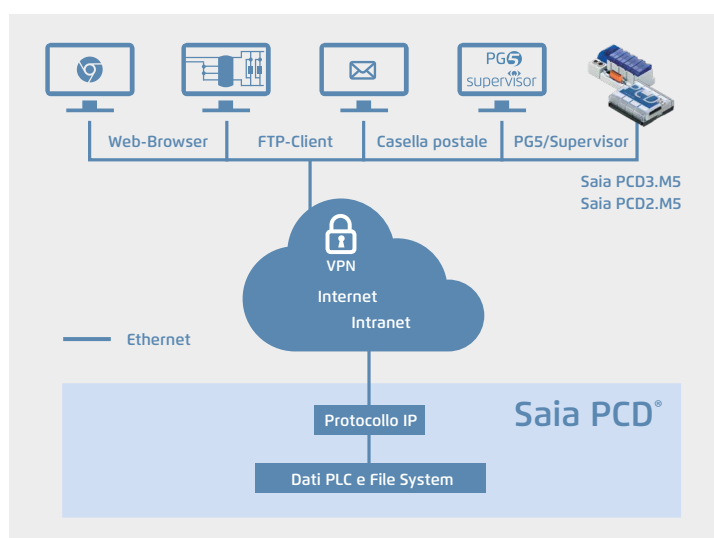 PG5
supervisor
Web-Browser
FTP-Client
Casella postale
PG5/Supervisor
Saia PCD3.M5
Saia PCD2.M5
VPN
Internet
Intranet
Ethernet
Saia PCD®
Protocollo IP
Dati PLC e File System